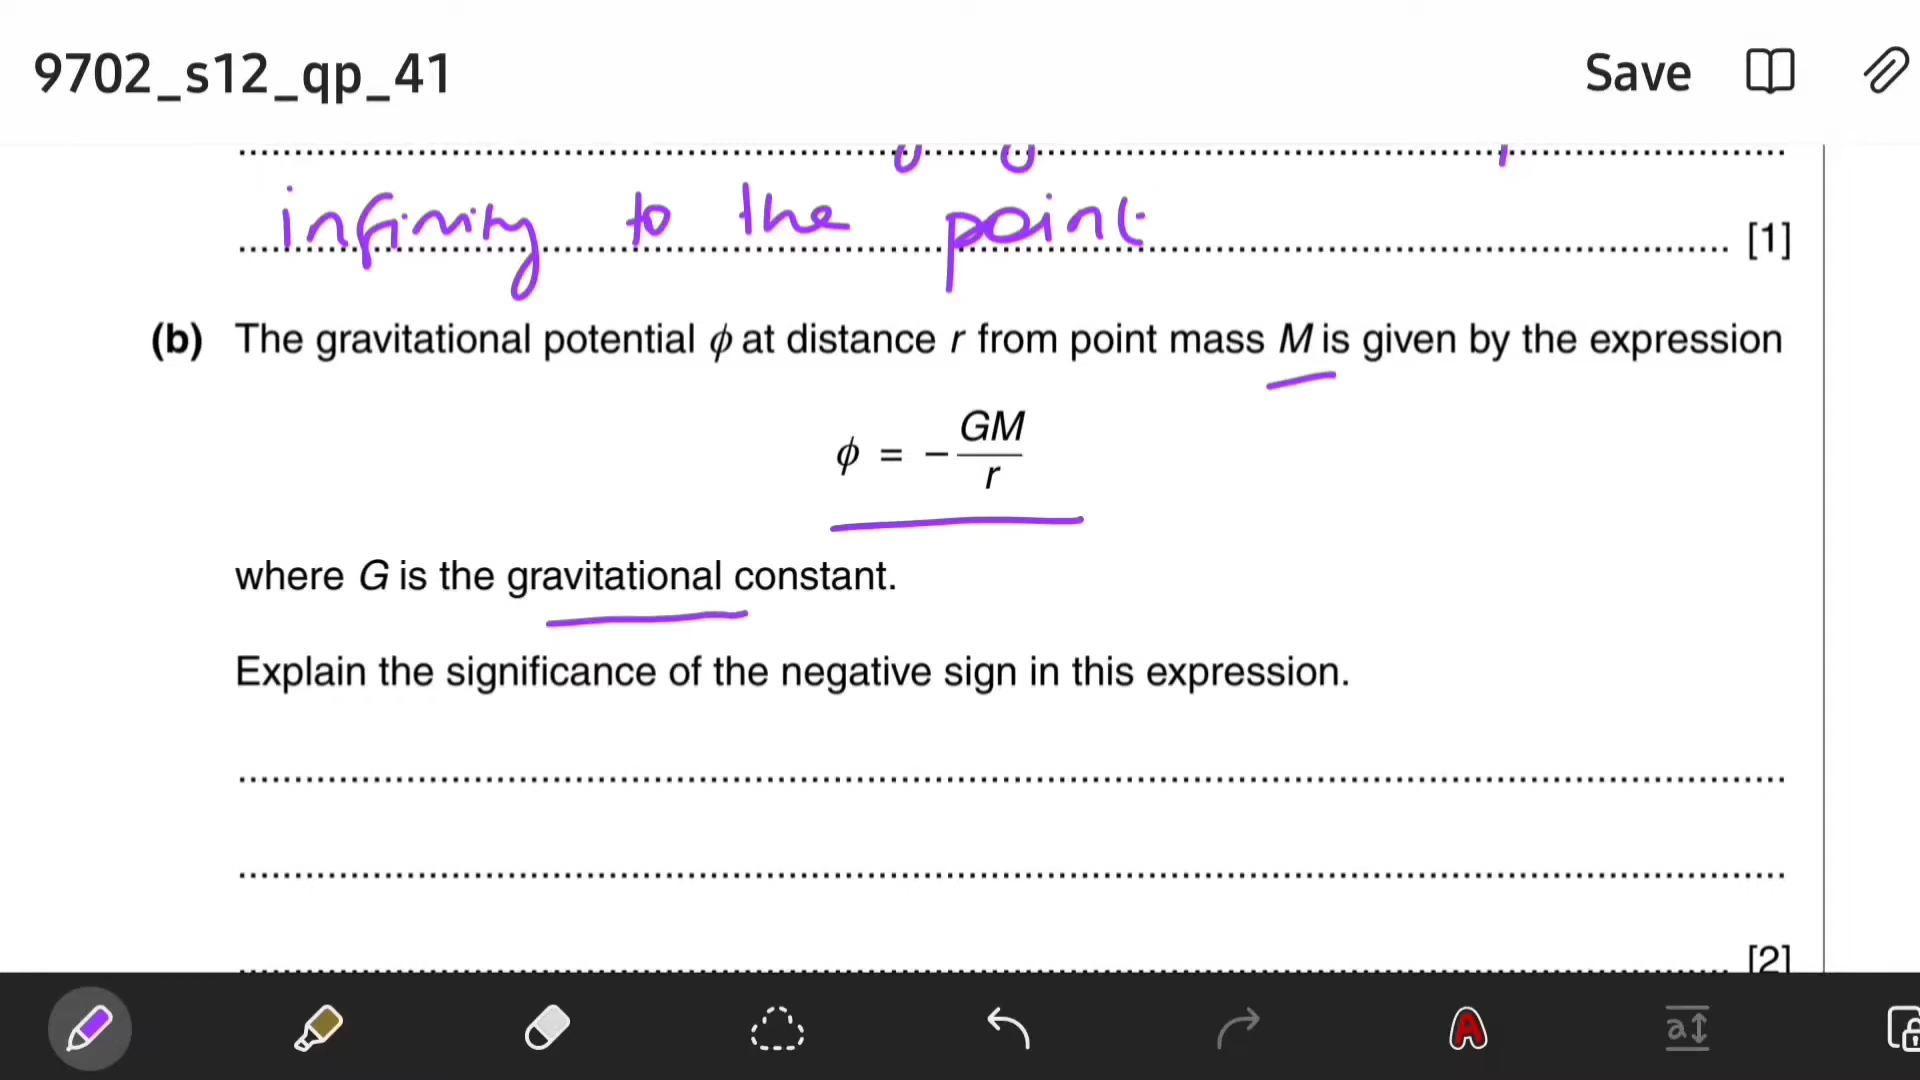 9702_s12_qp_41 Save
infinity to the point [1]
(b) The gravitational potential ϕ at distance r from point mass M is given by the expression
ϕ = - GM/r
where G is the gravitational constant.
Explain the significance of the negative sign in this expression.
[2]
A a